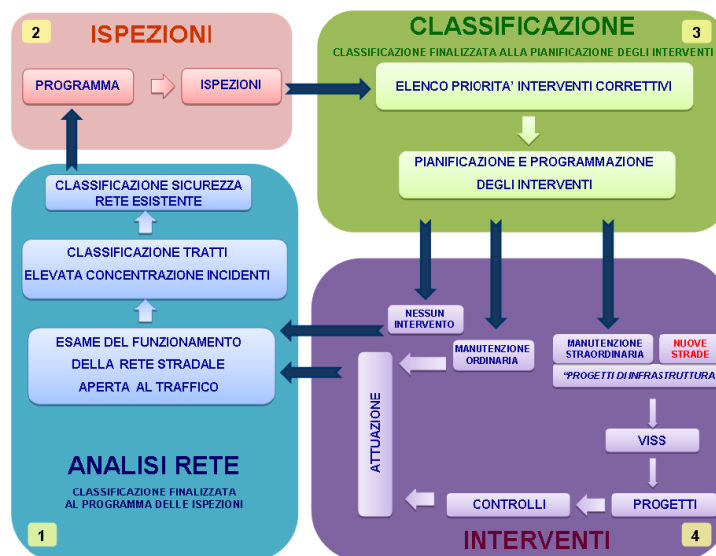 2
ISPEZIONI
PROGRAMMA
ISPEZIONI
CLASSIFICAZIONE
3
CLASSIFICAZIONE FINALIZZATA ALLA PIANIFICAZIONE DEGLI INTERVENTI
ELENCO PRIORITA' INTERVENTI CORRETTIVI
PIANIFICAZIONE E PROGRAMMAZIONE
DEGLI INTERVENTI
CLASSIFICAZIONE SICUREZZA
RETE ESISTENTE
CLASSIFICAZIONE TRATTI
ELEVATA CONCENTRAZIONE INCIDENTI
ESAME DEL FUNZIONAMENTO
DELLA RETE STRADALE
APERTA AL TRAFFICO
ANALISI RETE
CLASSIFICAZIONE FINALIZZATA
AL PROGRAMMA DELLE ISPEZIONI
1
NESSUN
INTERVENTO
MANUTENZIONE
ORDINARIA
MANUTENZIONE
STRAORDINARIA
NUOVE
STRADE
"PROGETTI DI INFRASTRUTTURA
ATTUAZIONE
VISS
CONTROLLI
PROGETTI
INTERVENTI
4